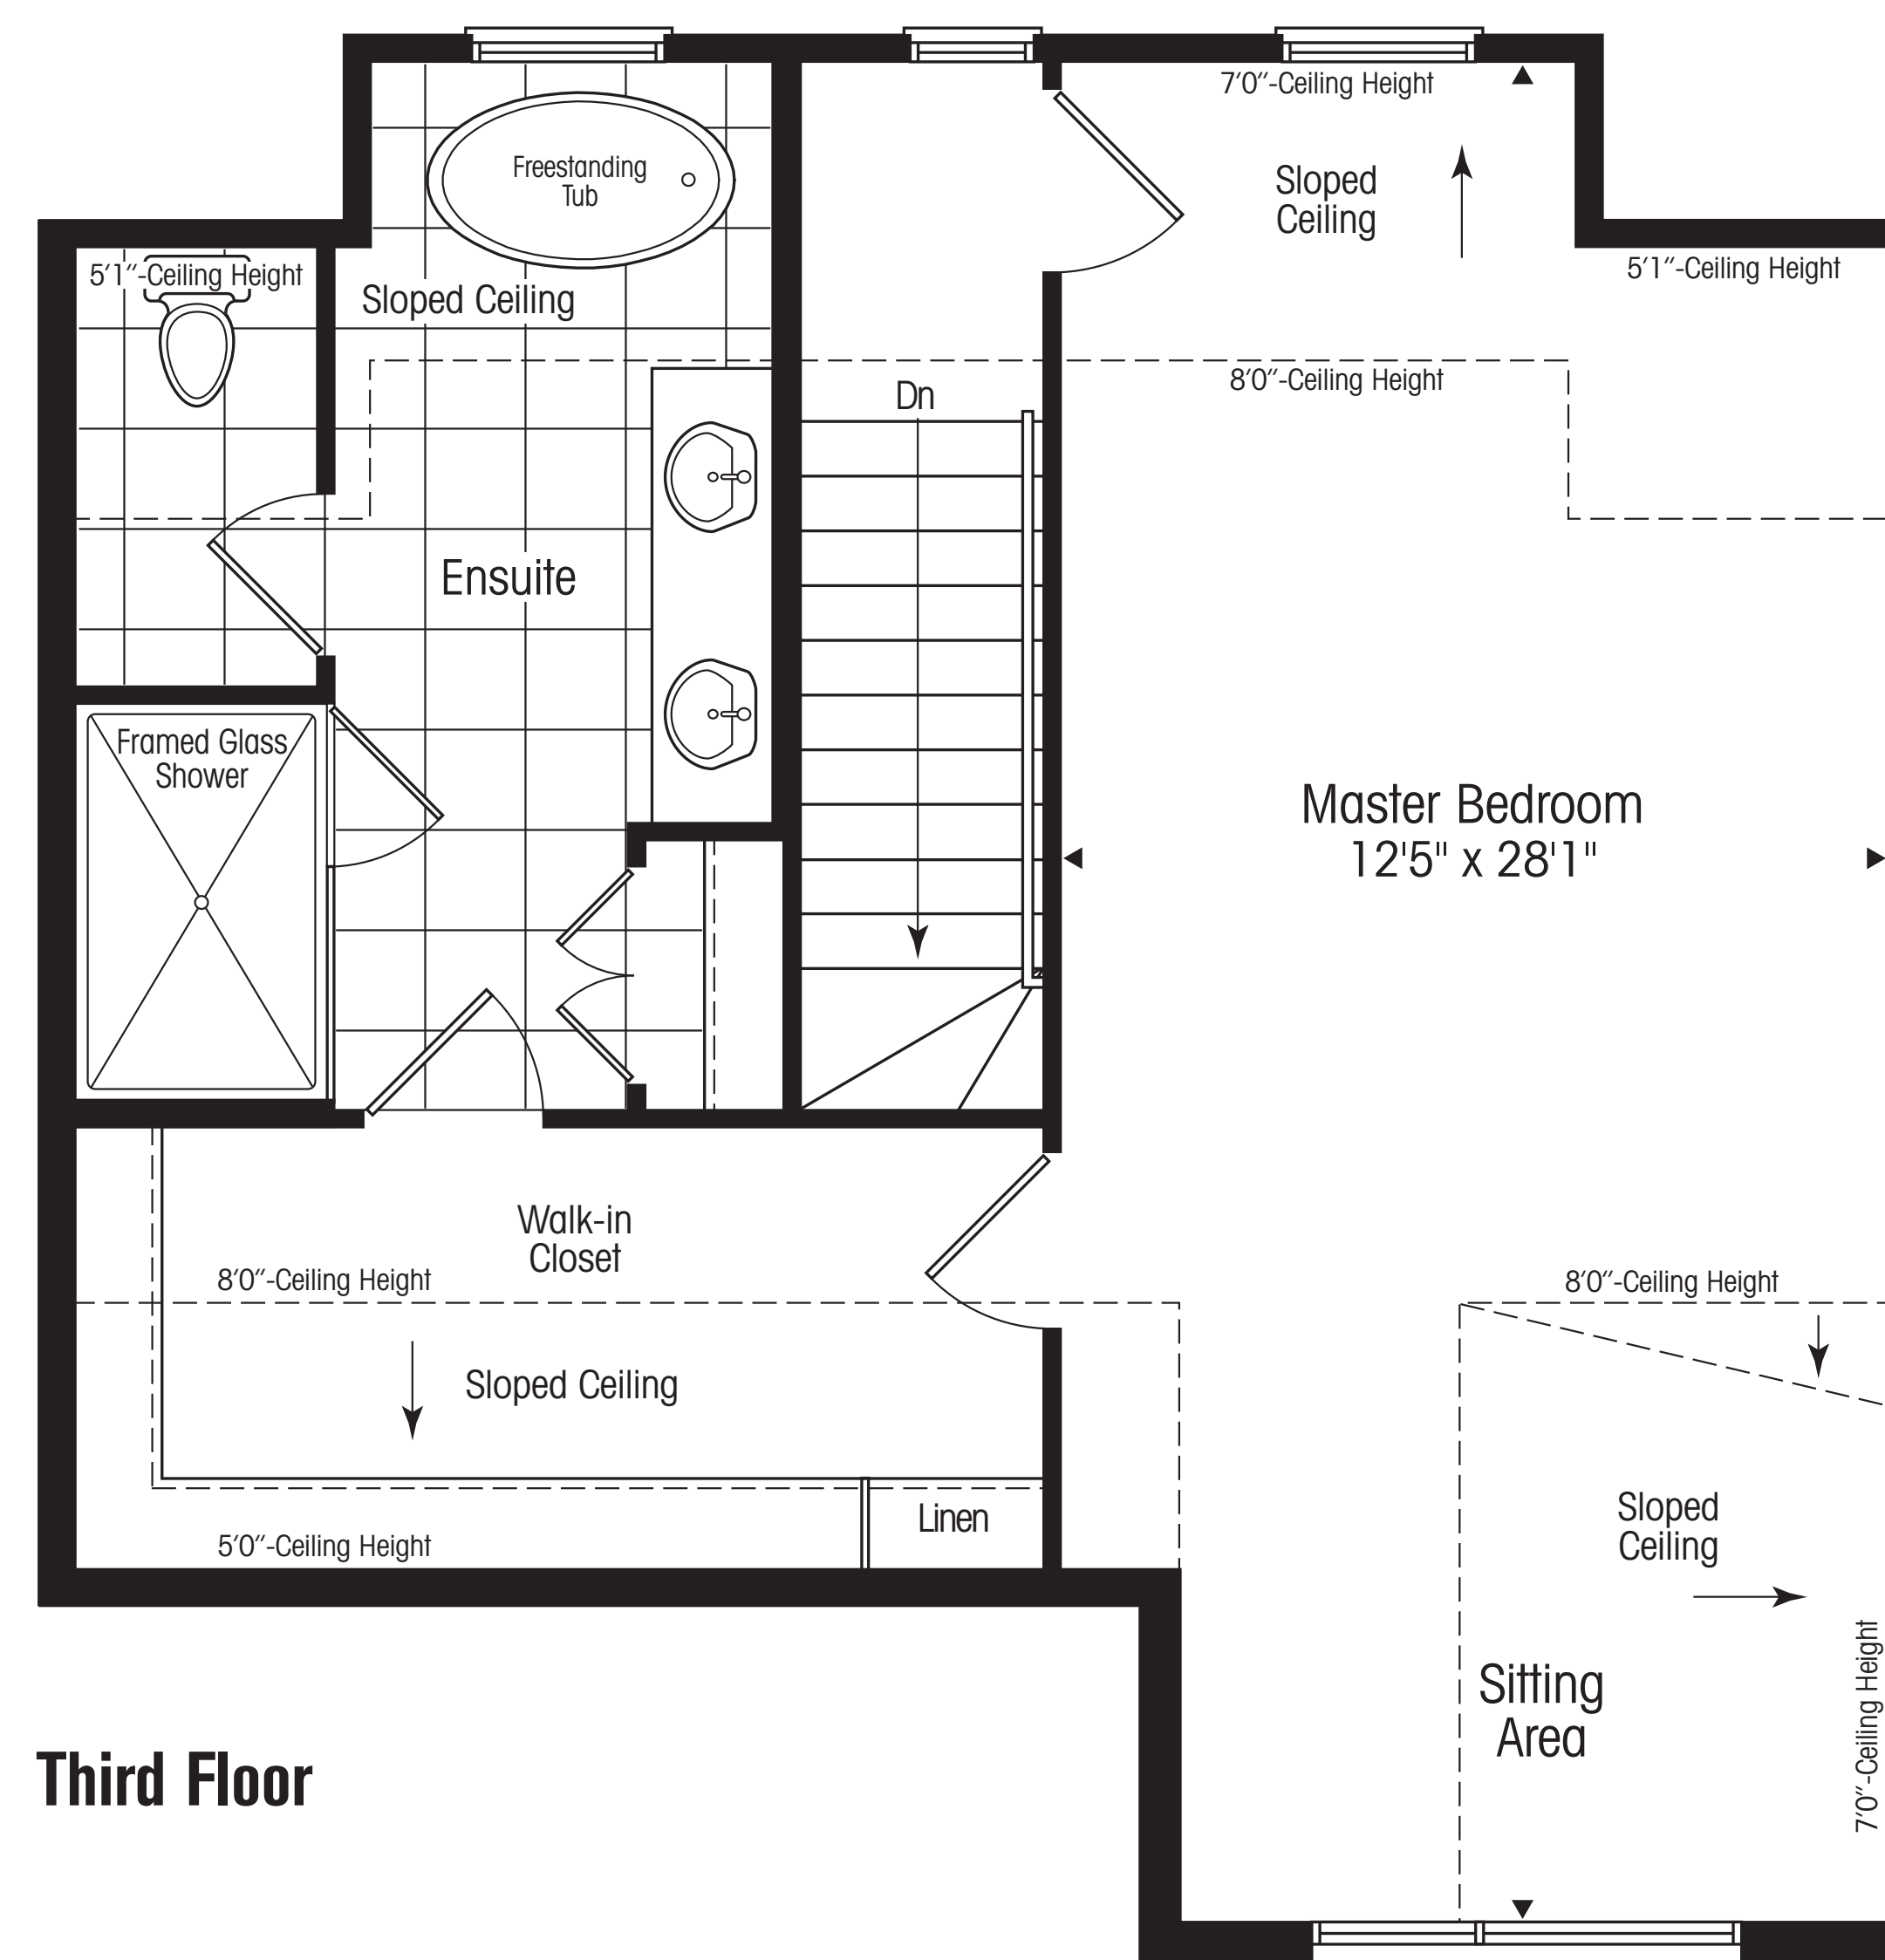 7'0"-Ceiling Height
Freestanding
Tub
Sloped
Ceiling
5'1"-Ceiling Height
Sloped Ceiling
5'1"-Ceiling Height
8'0"-Ceiling Height
Dn
Ensuite
Framed Glass
Shower
Master Bedroom
12'5" x 28'1"
Walk-in
Closet
8'0"-Ceiling Height
8'0"-Ceiling Height
Sloped Ceiling
Linen
5'0"-Ceiling Height
Sloped
Ceiling
Sitting
Area
7'0"-Ceiling Height
Third Floor